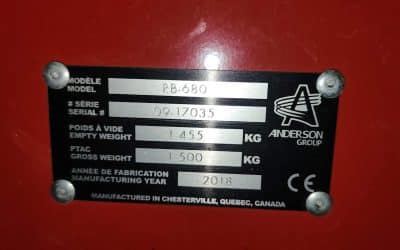 MODÈLE
MODEL
RB-680
# SÉRIE
SERIAL #
09-17035
POIDS À VIDE
EMPTY WEIGHT
1 455 KG
PTAC
GROSS WEIGHT
1 500 KG
ANNÉE DE FABRICATION
MANUFACTURING YEAR
2018
ANDERSON
GROUP
CE
MANUFACTURED IN CHESTERVILLE, QUEBEC, CANADA